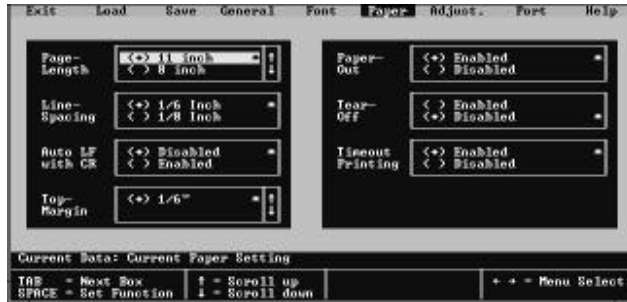 Exit Load Save General Font Paper Adjust. Port Help
Page- (•) 11 inch
Length ( ) 8 inch
Line- (•) 1/6 Inch
Spacing ( ) 1/8 Inch
Auto LF (•) Disabled
with CR ( ) Enabled
Top- (•) 1/6"
Margin
Paper- (•) Enabled
Out ( ) Disabled
Tear- ( ) Enabled
Off (•) Disabled
Timeout (•) Enabled
Printing ( ) Disabled
Current Data: Current Paper Setting
TAB = Next Box ↑ = Scroll up ← → = Menu Select
SPACE = Set Function ↓ = Scroll down